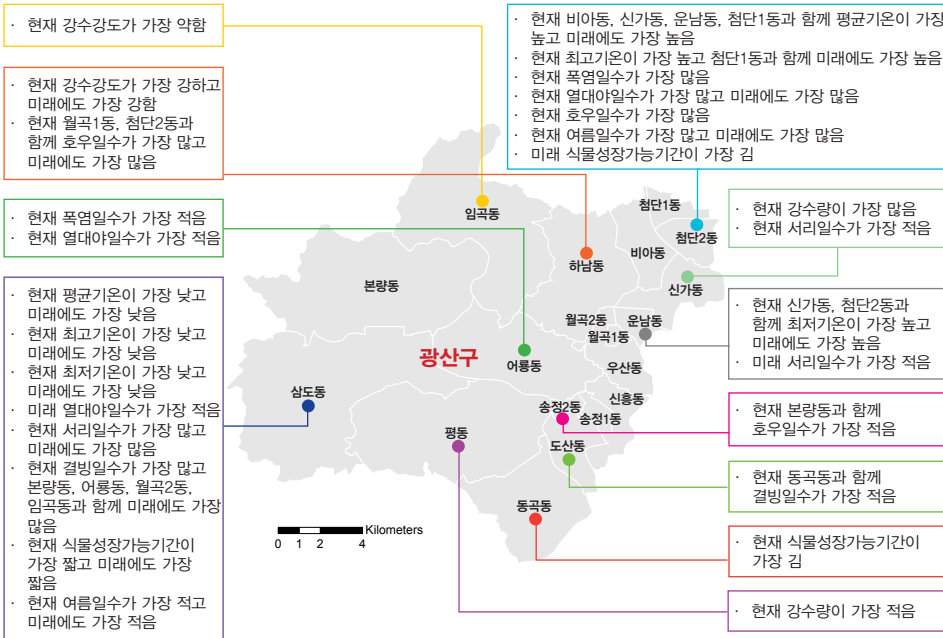 · 현재 강수강도가 가장 약함
· 현재 강수강도가 가장 강하고
미래에도 가장 강함
· 현재 월곡1동, 첨단2동과
함께 호우일수가 가장 많고
미래에도 가장 많음
· 현재 폭염일수가 가장 적음
· 현재 열대야일수가 가장 적음
· 현재 평균기온이 가장 낮고
미래에도 가장 낮음
· 현재 최고기온이 가장 낮고
미래에도 가장 낮음
· 현재 최저기온이 가장 낮고
미래에도 가장 낮음
· 미래 열대야일수가 가장 적음
· 현재 서리일수가 가장 많고
미래에도 가장 많음
· 현재 결빙일수가 가장 많고
본량동, 어룡동, 월곡2동,
임곡동과 함께 미래에도 가장
많음
· 현재 식물성장가능기간이
가장 짧고 미래에도 가장
짧음
· 현재 여름일수가 가장 적고
미래에도 가장 적음
· 현재 비아동, 신가동, 운남동, 첨단1동과 함께 평균기온이 가장
높고 미래에도 가장 높음
· 현재 최고기온이 가장 높고 첨단1동과 함께 미래에도 가장 높음
· 현재 폭염일수가 가장 많음
· 현재 열대야일수가 가장 많고 미래에도 가장 많음
· 현재 호우일수가 가장 많음
· 현재 여름일수가 가장 많고 미래에도 가장 많음
· 미래 식물성장가능기간이 가장 김
· 현재 강수량이 가장 많음
· 현재 서리일수가 가장 적음
· 현재 신가동, 첨단2동과
함께 최저기온이 가장 높고
미래에도 가장 높음
· 미래 서리일수가 가장 적음
· 현재 본량동과 함께
호우일수가 가장 적음
· 현재 동곡동과 함께
결빙일수가 가장 적음
· 현재 식물성장가능기간이
가장 김
· 현재 강수량이 가장 적음
임곡동
첨단1동
첨단2동
비아동
하남동
신가동
본량동
월곡2동
운남동
월곡1동
광산구
어룡동
우산동
삼도동
신흥동
송정2동
송정1동
평동
도산동
동곡동
Kilometers
0 1 2 4